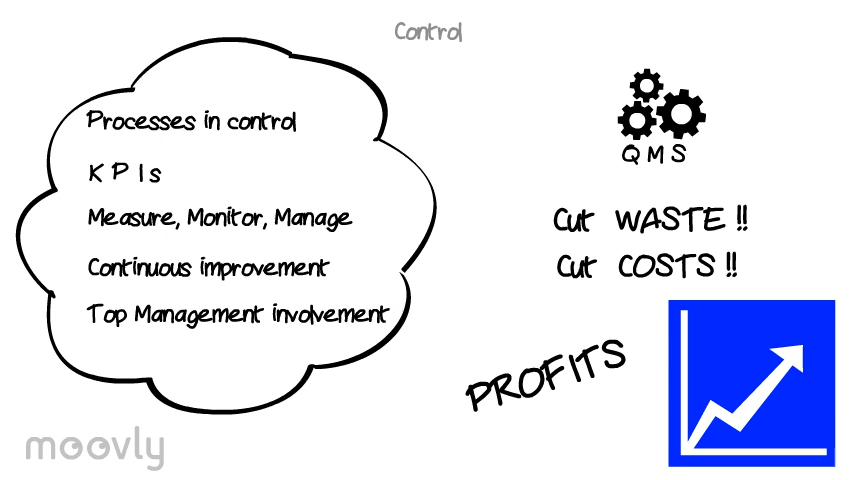 Control
Processes in control
K P I s
Measure, Monitor, Manage
Continuous improvement
Top Management involvement
Q M S
Cut WASTE !!
Cut COSTS !!
PROFITS
moovly